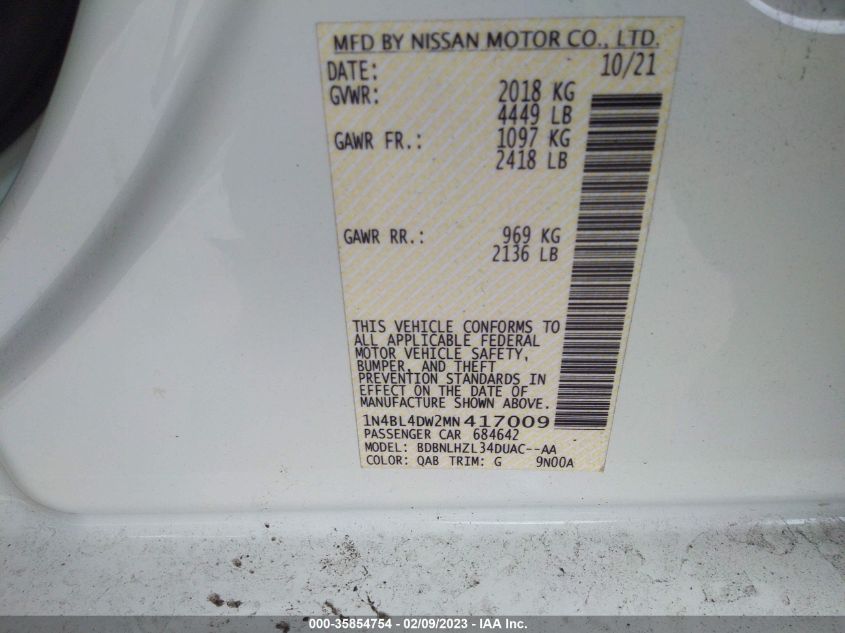 MFD BY NISSAN MOTOR CO., LTD.
DATE: 10/21
GVWR: 2018 KG
4449 LB
GAWR FR.: 1097 KG
2418 LB
GAWR RR.: 969 KG
2136 LB
THIS VEHICLE CONFORMS TO
ALL APPLICABLE FEDERAL
MOTOR VEHICLE SAFETY,
BUMPER, AND THEFT
PREVENTION STANDARDS IN
EFFECT ON THE DATE OF
MANUFACTURE SHOWN ABOVE.
1N4BL4DW2MN417009
PASSENGER CAR 684642
MODEL: BDBNLHZL34DUAC--AA
COLOR: QAB TRIM: G 9N00A
000-35854754 - 02/09/2023 - IAA Inc.